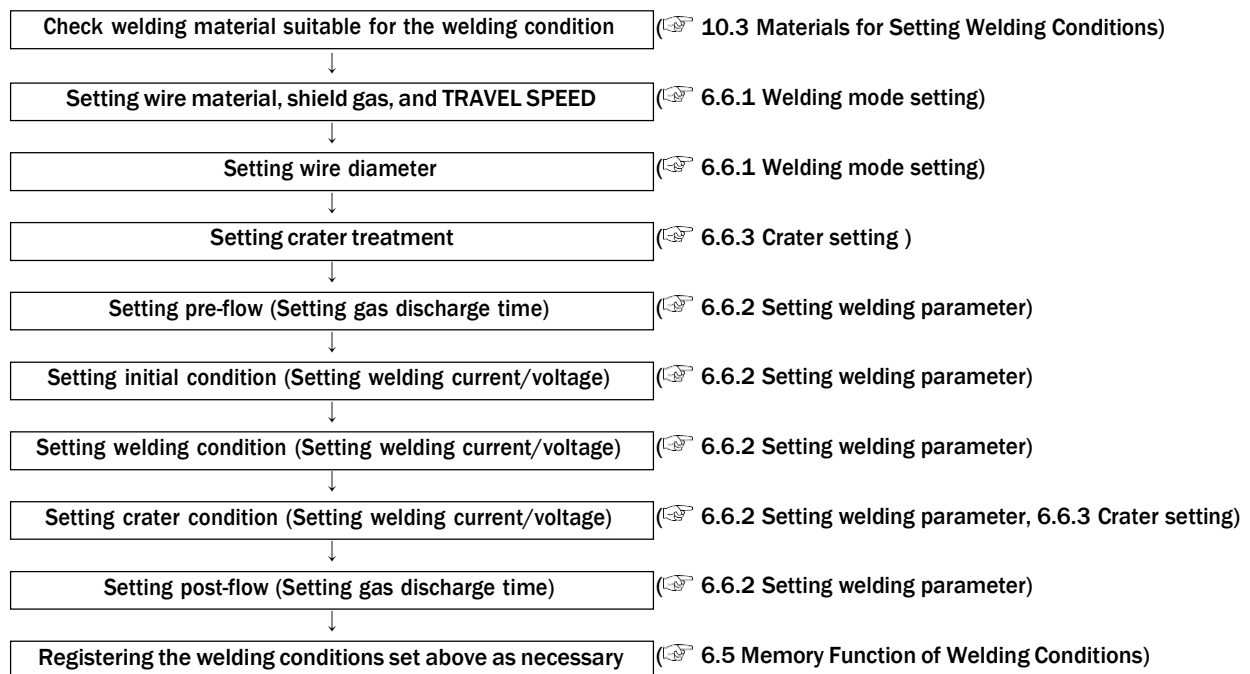 Check welding material suitable for the welding condition (☞ 10.3 Materials for Setting Welding Conditions)
↓
Setting wire material, shield gas, and TRAVEL SPEED (☞ 6.6.1 Welding mode setting)
↓
Setting wire diameter (☞ 6.6.1 Welding mode setting)
↓
Setting crater treatment (☞ 6.6.3 Crater setting )
↓
Setting pre-flow (Setting gas discharge time) (☞ 6.6.2 Setting welding parameter)
↓
Setting initial condition (Setting welding current/voltage) (☞ 6.6.2 Setting welding parameter)
↓
Setting welding condition (Setting welding current/voltage) (☞ 6.6.2 Setting welding parameter)
↓
Setting crater condition (Setting welding current/voltage) (☞ 6.6.2 Setting welding parameter, 6.6.3 Crater setting)
↓
Setting post-flow (Setting gas discharge time) (☞ 6.6.2 Setting welding parameter)
↓
Registering the welding conditions set above as necessary (☞ 6.5 Memory Function of Welding Conditions)